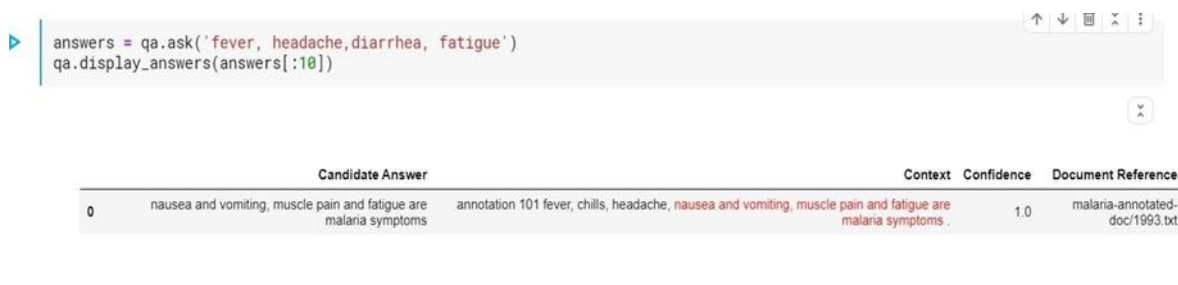 answers = qa.ask('fever, headache,diarrhea, fatigue')
qa.display_answers(answers[:10])
Candidate Answer Context Confidence Document Reference
0 nausea and vomiting, muscle pain and fatigue are annotation 101 fever, chills, headache, nausea and vomiting, muscle pain and fatigue are 1.0 malaria-annotated-
malaria symptoms malaria symptoms . doc/1993.txt